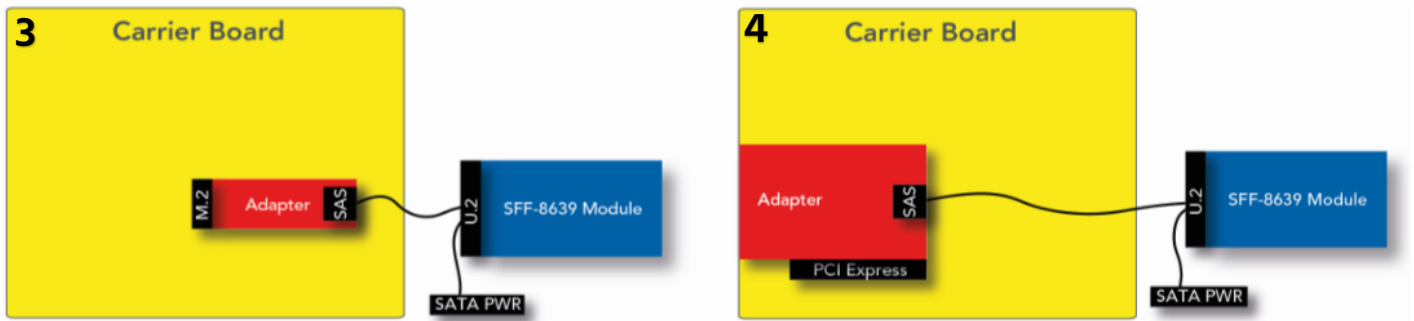 3
Carrier Board
M.2
Adapter
SAS
U.2
SFF-8639 Module
SATA PWR
4
Carrier Board
Adapter
SAS
PCI Express
U.2
SFF-8639 Module
SATA PWR